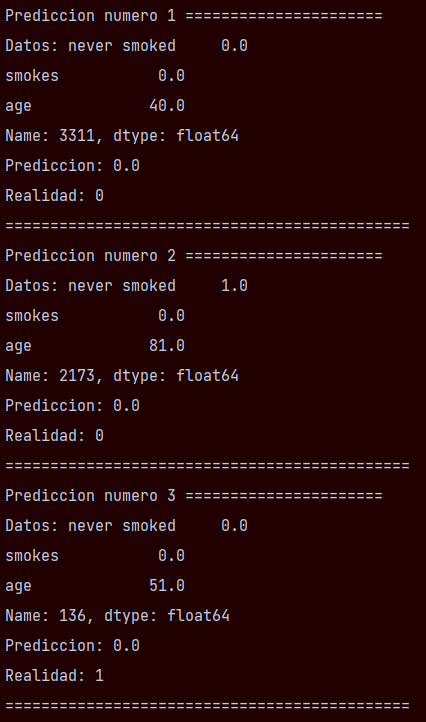 Prediccion numero 1 =========================
Datos: never smoked     0.0
smokes           0.0
age             40.0
Name: 3311, dtype: float64
Prediccion: 0.0
Realidad: 0
=============================================
Prediccion numero 2 ======================
Datos: never smoked     1.0
smokes           0.0
age             81.0
Name: 2173, dtype: float64
Prediccion: 0.0
Realidad: 0
=============================================
Prediccion numero 3 ======================
Datos: never smoked     0.0
smokes           0.0
age             51.0
Name: 136, dtype: float64
Prediccion: 0.0
Realidad: 1
=============================================